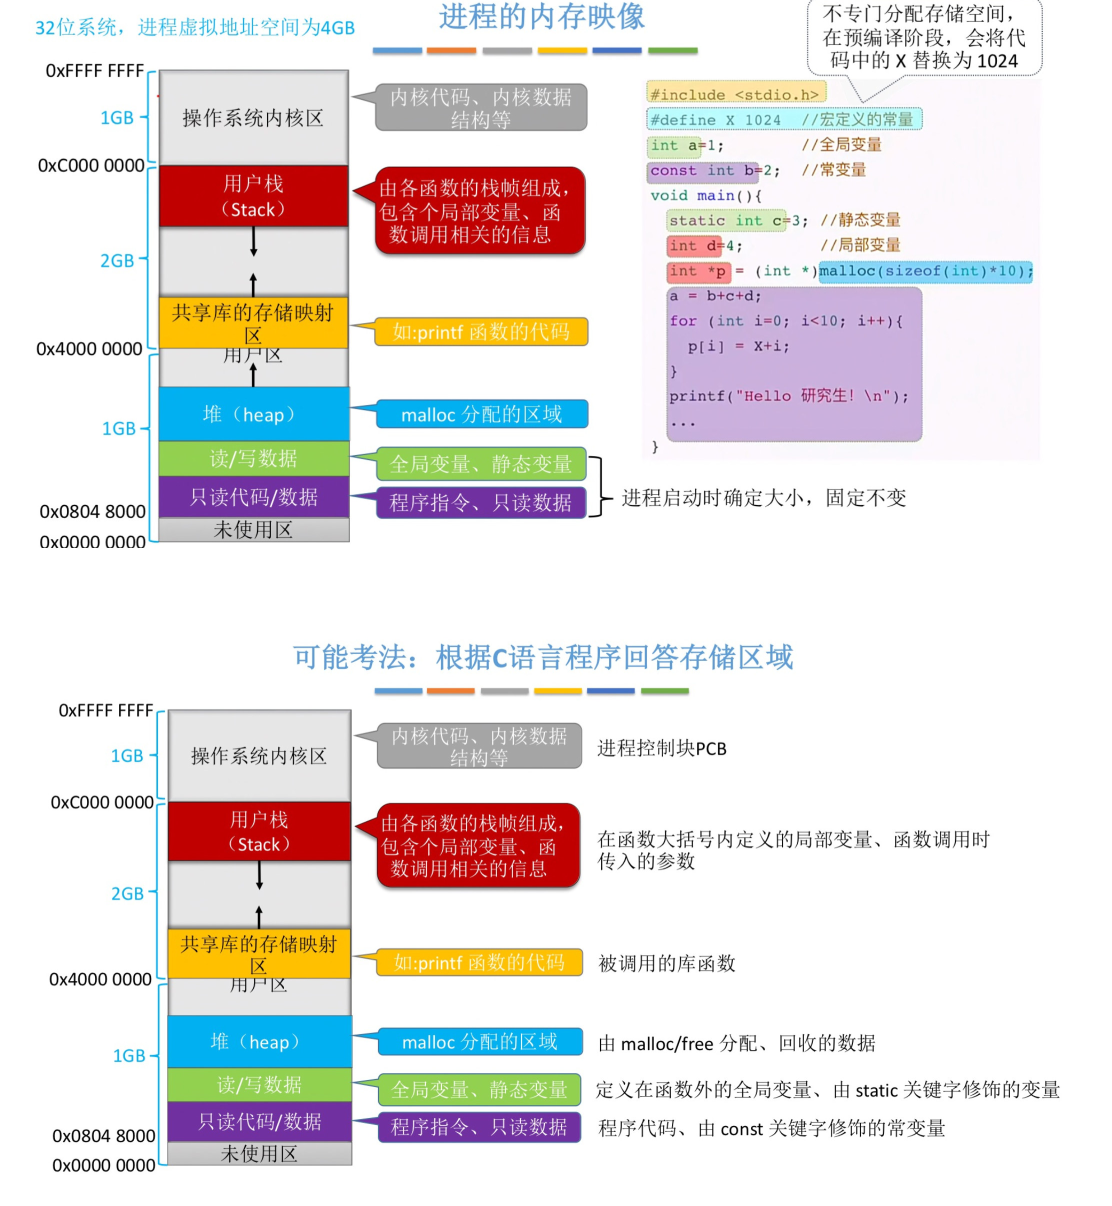 进程的内存映像
32位系统，进程虚拟地址空间为4GB
不专门分配存储空间，
在预编译阶段，会将代
码中的 X 替换为 1024
0xFFFF FFFF
1GB
操作系统内核区
内核代码、内核数据
结构等
0xC000 0000
用户栈
（Stack）
由各函数的栈帧组成，
包含个局部变量、函
数调用相关的信息
2GB
共享库的存储映射
区
如:printf 函数的代码
0x4000 0000
用户区
堆（heap）
malloc 分配的区域
1GB
读/写数据
全局变量、静态变量
只读代码/数据
程序指令、只读数据
进程启动时确定大小，固定不变
0x0804 8000
未使用区
0x0000 0000
#include <stdio.h>
#define X 1024 //宏定义的常量
int a=1; //全局变量
const int b=2; //常变量
void main(){
static int c=3; //静态变量
int d=4; //局部变量
int *p = (int *)malloc(sizeof(int)*10);
a = b+c+d;
for (int i=0; i<10; i++){
p[i] = X+i;
}
printf("Hello 研究生! \n");
...
}
可能考法：根据C语言程序回答存储区域
0xFFFF FFFF
1GB
操作系统内核区
内核代码、内核数据
结构等
进程控制块PCB
0xC000 0000
用户栈
（Stack）
由各函数的栈帧组成，
包含个局部变量、函
数调用相关的信息
在函数大括号内定义的局部变量、函数调用时
传入的参数
2GB
共享库的存储映射
区
如:printf 函数的代码
被调用的库函数
0x4000 0000
用户区
堆（heap）
malloc 分配的区域
由 malloc/free 分配、回收的数据
1GB
读/写数据
全局变量、静态变量
定义在函数外的全局变量、由 static 关键字修饰的变量
只读代码/数据
程序指令、只读数据
程序代码、由 const 关键字修饰的常变量
0x0804 8000
未使用区
0x0000 0000